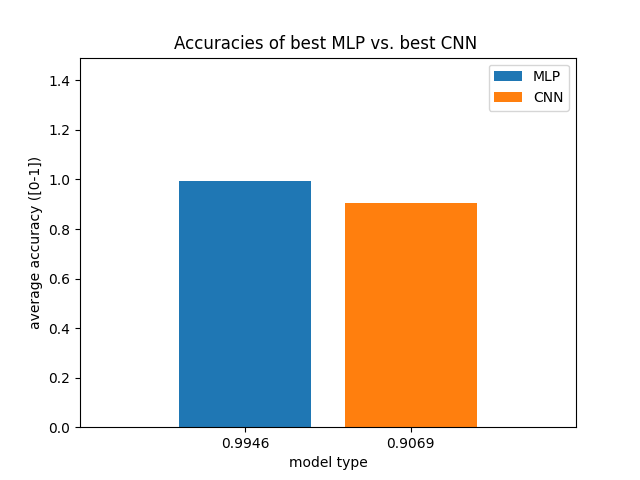 Accuracies of best MLP vs. best CNN
MLP
CNN
average accuracy ([0-1])
1.4
1.2
1.0
0.8
0.6
0.4
0.2
0.0
0.9946
0.9069
model type